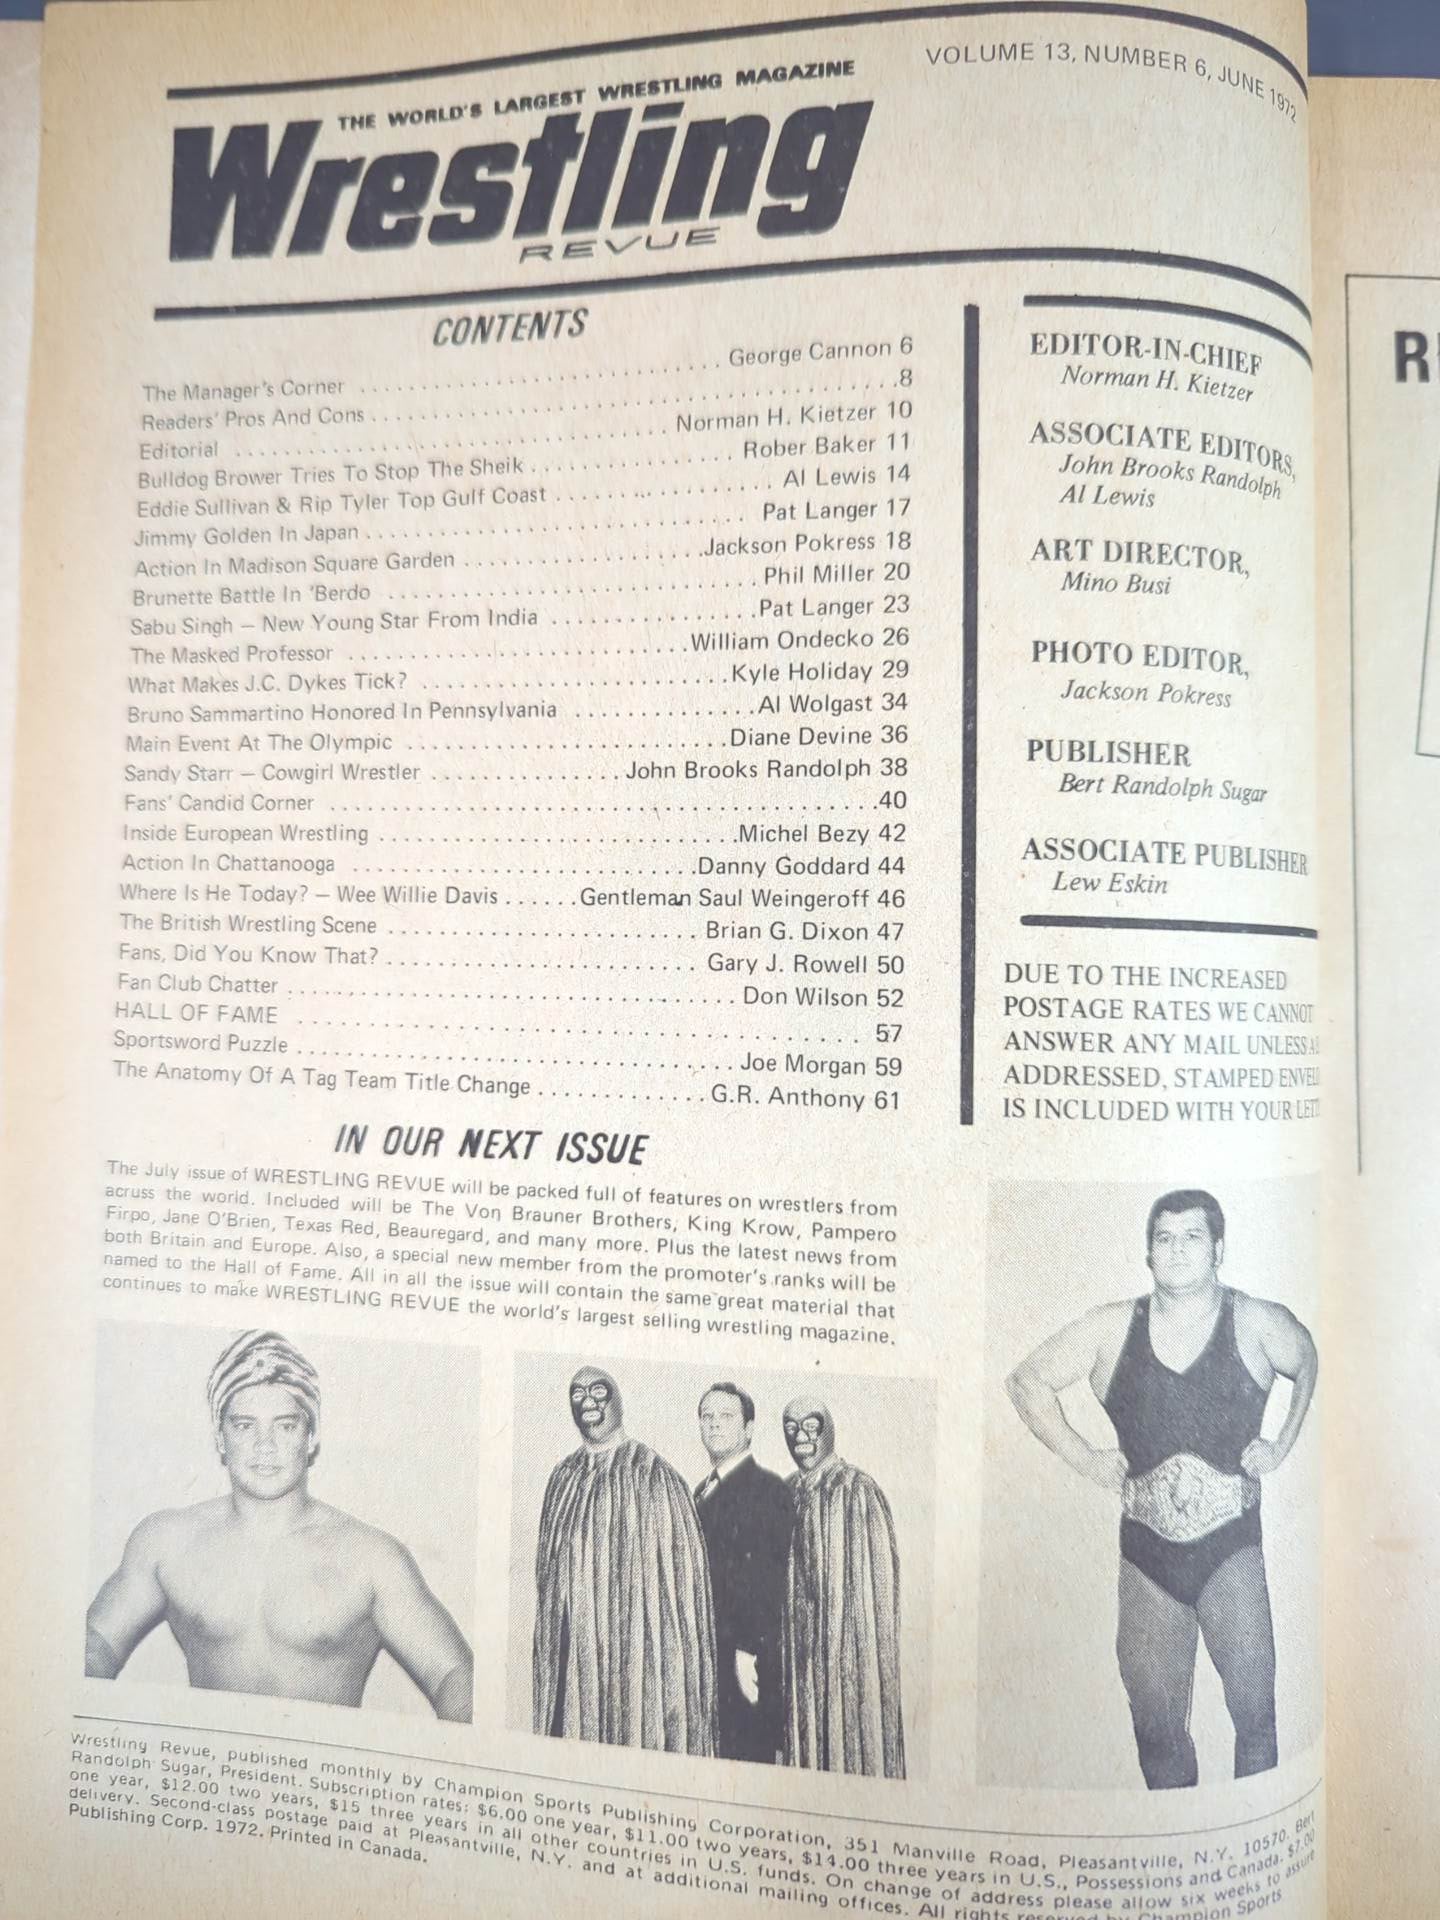 VOLUME 13, NUMBER 6, JUNE 1972
THE WORLD'S LARGEST WRESTLING MAGAZINE
Wrestling
REVUE
CONTENTS
The Manager's Corner . . . . . . . . . . George Cannon 6
Readers' Pros And Cons . . . . . . . . . . 8
Editorial . . . . . . . . . . Norman H. Kietzer 10
Bulldog Brower Tries To Stop The Sheik . . . . . . . . . . Rober Baker 11
Eddie Sullivan & Rip Tyler Top Gulf Coast . . . . . . . . . . Al Lewis 14
Jimmy Golden In Japan . . . . . . . . . . Pat Langer 17
Action In Madison Square Garden . . . . . . . . . . Jackson Pokress 18
Brunette Battle In 'Berdo . . . . . . . . . . Phil Miller 20
Sabu Singh — New Young Star From India . . . . . . . . . . Pat Langer 23
The Masked Professor . . . . . . . . . . William Ondecko 26
What Makes J.C. Dykes Tick? . . . . . . . . . . Kyle Holiday 29
Bruno Sammartino Honored In Pennsylvania . . . . . . . . . . Al Wolgast 34
Main Event At The Olympic . . . . . . . . . . Diane Devine 36
Sandy Starr — Cowgirl Wrestler . . . . . . . . . . John Brooks Randolph 38
Fans' Candid Corner . . . . . . . . . . 40
Inside European Wrestling . . . . . . . . . . Michel Bezy 42
Action In Chattanooga . . . . . . . . . . Danny Goddard 44
Where Is He Today? — Wee Willie Davis . . . . . . Gentleman Saul Weingeroff 46
The British Wrestling Scene . . . . . . . . . . Brian G. Dixon 47
Fans, Did You Know That? . . . . . . . . . . Gary J. Rowell 50
Fan Club Chatter . . . . . . . . . . Don Wilson 52
HALL OF FAME . . . . . . . . . . 57
Sportsword Puzzle . . . . . . . . . . Joe Morgan 59
The Anatomy Of A Tag Team Title Change . . . . . . . . . . G.R. Anthony 61
EDITOR-IN-CHIEF
Norman H. Kietzer
ASSOCIATE EDITORS,
John Brooks Randolph
Al Lewis
ART DIRECTOR,
Mino Busi
PHOTO EDITOR,
Jackson Pokress
PUBLISHER
Bert Randolph Sugar
ASSOCIATE PUBLISHER
Lew Eskin
DUE TO THE INCREASED
POSTAGE RATES WE CANNOT
ANSWER ANY MAIL UNLESS
ADDRESSED, STAMPED
IS INCLUDED WITH YOUR
IN OUR NEXT ISSUE
The July issue of WRESTLING REVUE will be packed full of features on wrestlers from
acruss the world. Included will be The Von Brauner Brothers, King Krow, Pampero
Firpo, Jane O'Brien, Texas Red, Beauregard, and many more. Plus the latest news from
both Britain and Europe. Also, a special new member from the promoter's ranks will be
named to the Hall of Fame. All in all the issue will contain the same great material that
continues to make WRESTLING REVUE the world's largest selling wrestling magazine.
Wrestling Revue, published monthly by Champion Sports Publishing Corporation, 351 Manville Road, Pleasantville, N.Y. 10570. Bert
Randolph Sugar, President. Subscription rates: $6.00 one year, $11.00 two years, $14.00 three years in U.S., Possessions and Canada. $7.00
one year, $12.00 two years, $15 three years in all other countries in U.S. funds. On change of address please allow six weeks to assure
delivery. Second-class postage paid at Pleasantville, N.Y. and at additional mailing offices. All rights reserved by Champion Sports
Publishing Corp. 1972. Printed in Canada.
R